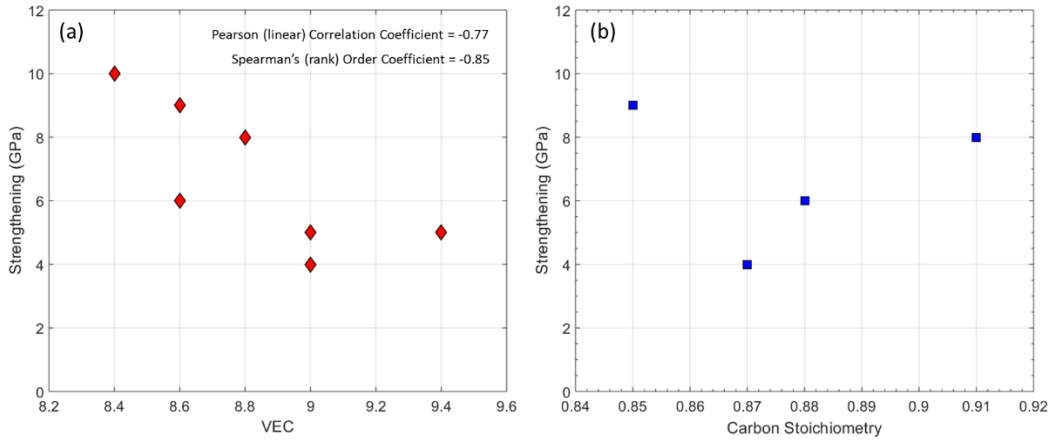 (a)
Pearson (linear) Correlation Coefficient = -0.77
Spearman's (rank) Order Coefficient = -0.85
Strengthening (GPa)
12
10
8
6
4
2
0
8.2 8.4 8.6 8.8 9 9.2 9.4 9.6
VEC
(b)
Strengthening (GPa)
12
10
8
6
4
2
0
0.84 0.85 0.86 0.87 0.88 0.89 0.9 0.91 0.92
Carbon Stoichiometry